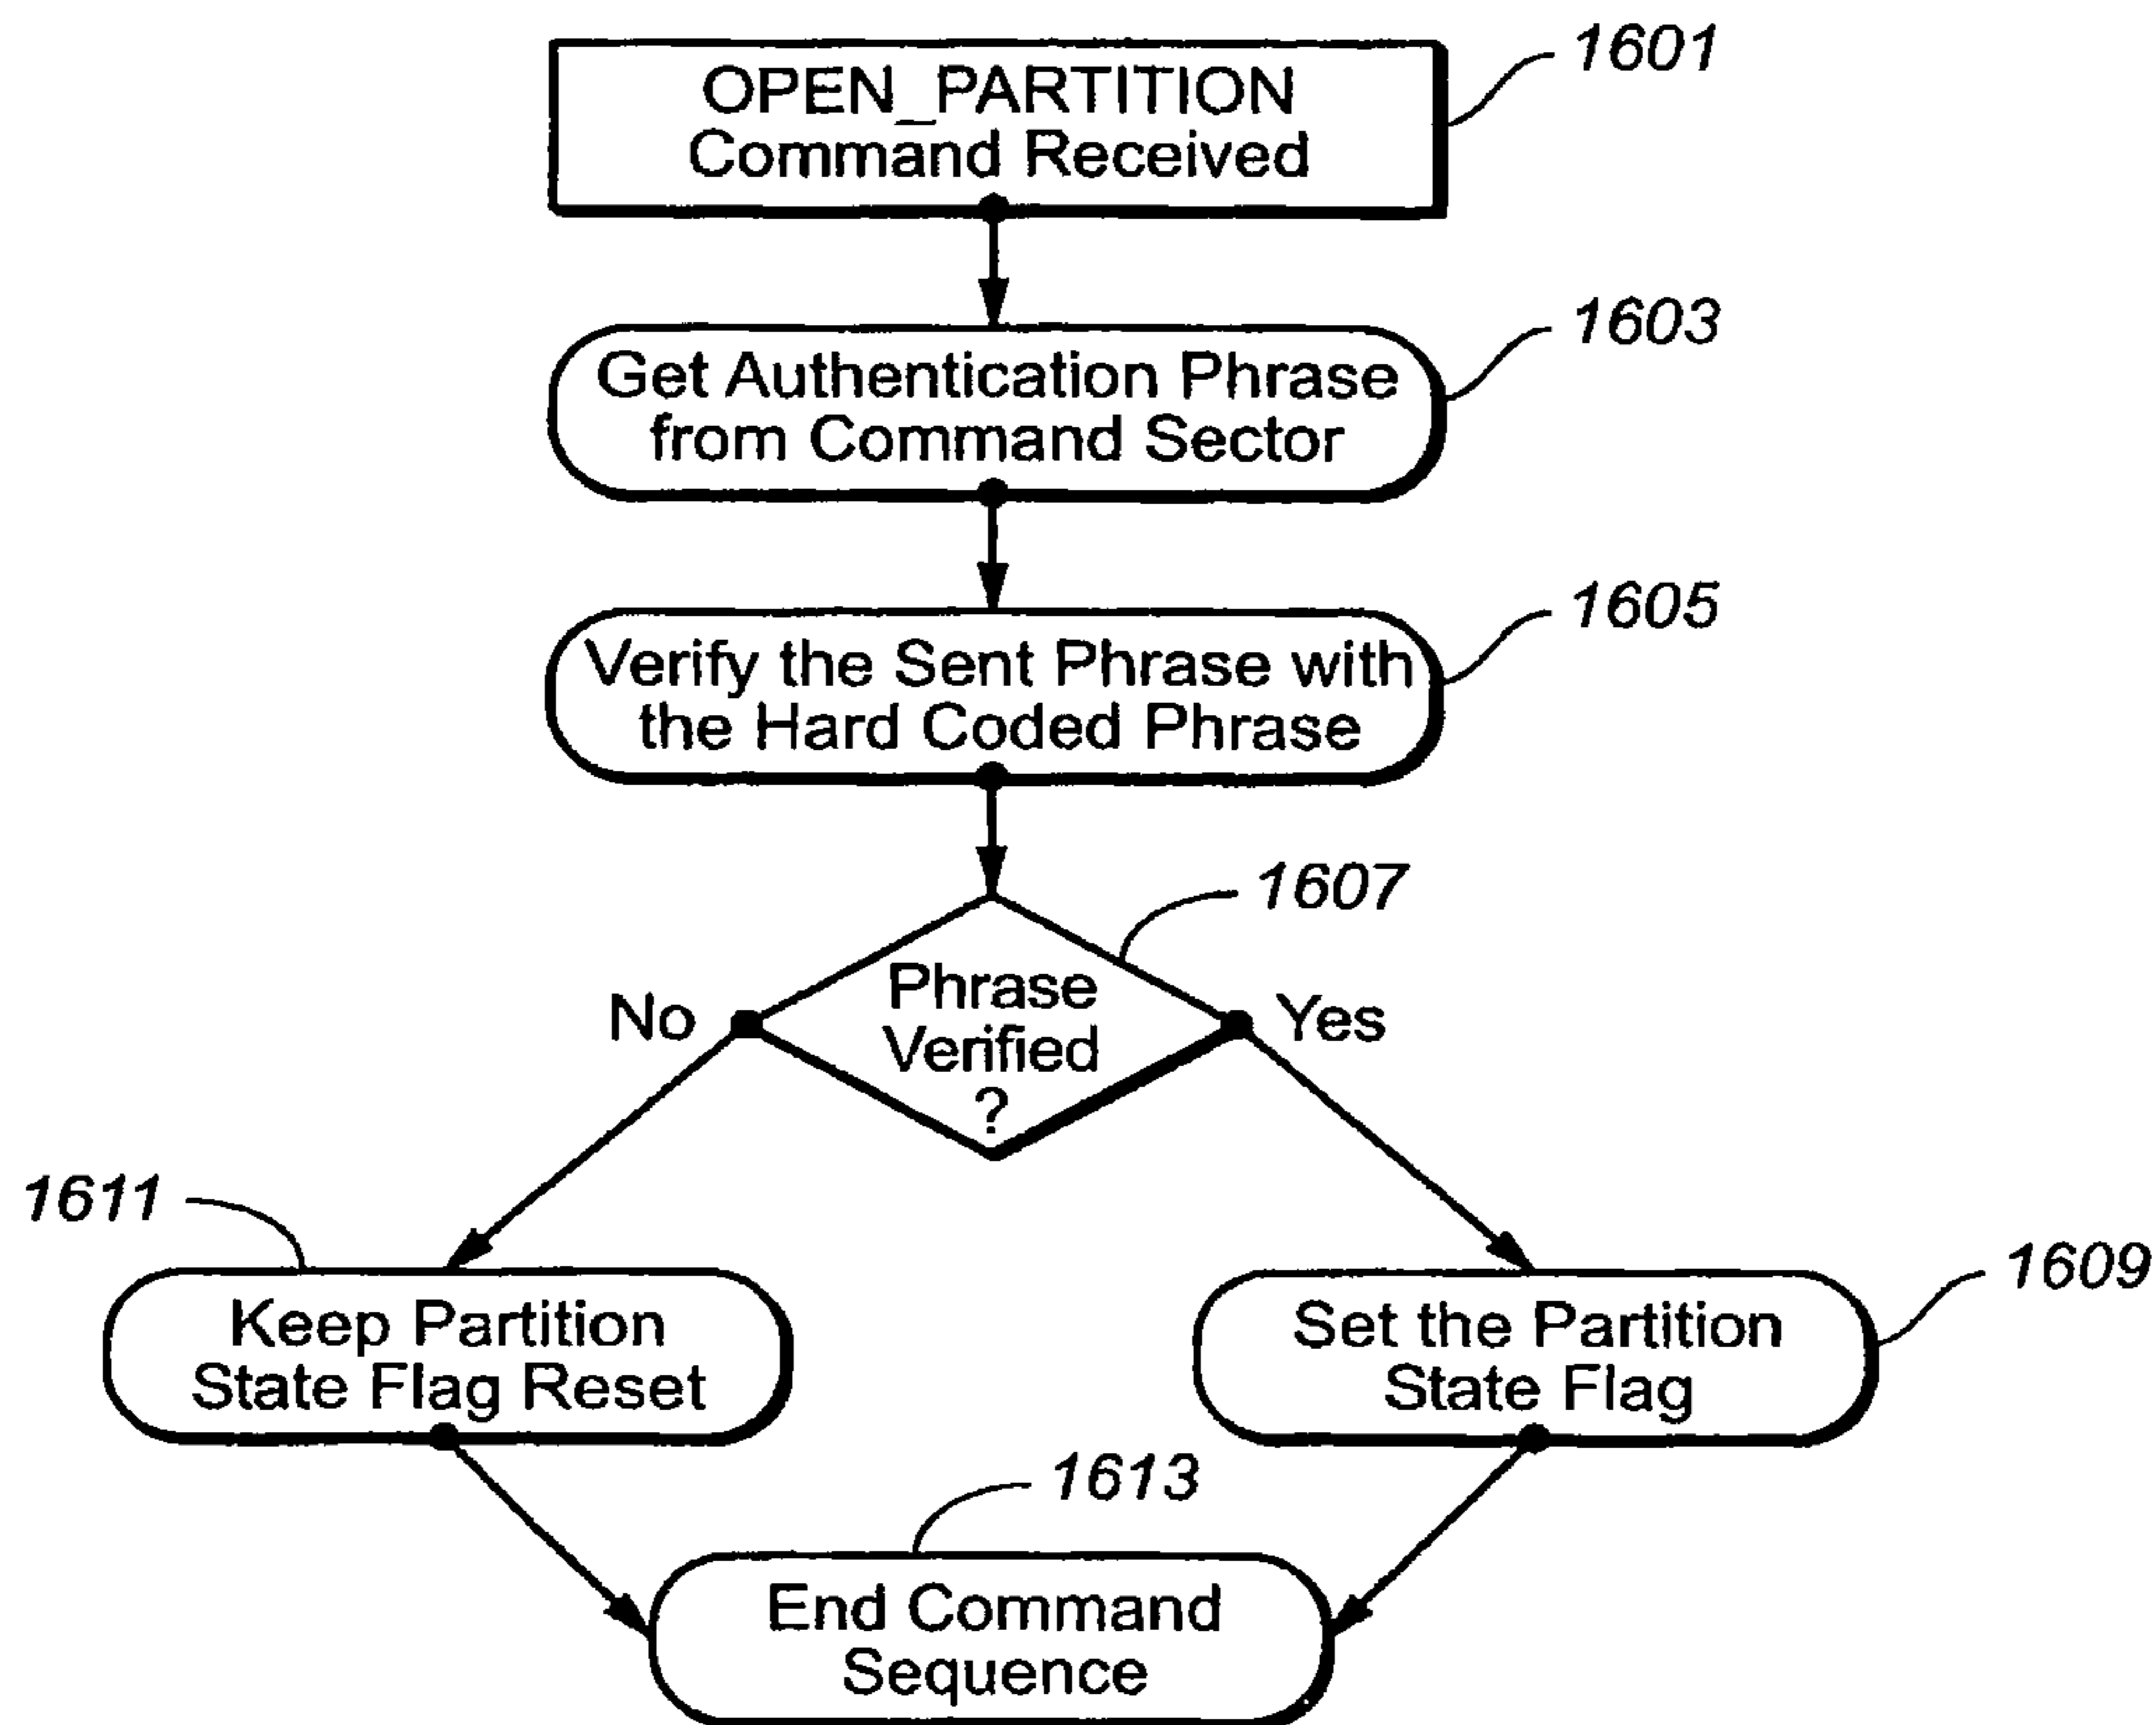 OPEN_PARTITION
Command Received
1601
Get Authentication Phrase
from Command Sector
1603
Verify the Sent Phrase with
the Hard Coded Phrase
1605
1607
Phrase
Verified
?
No
Yes
1611
Keep Partition
State Flag Reset
1609
Set the Partition
State Flag
1613
End Command
Sequence